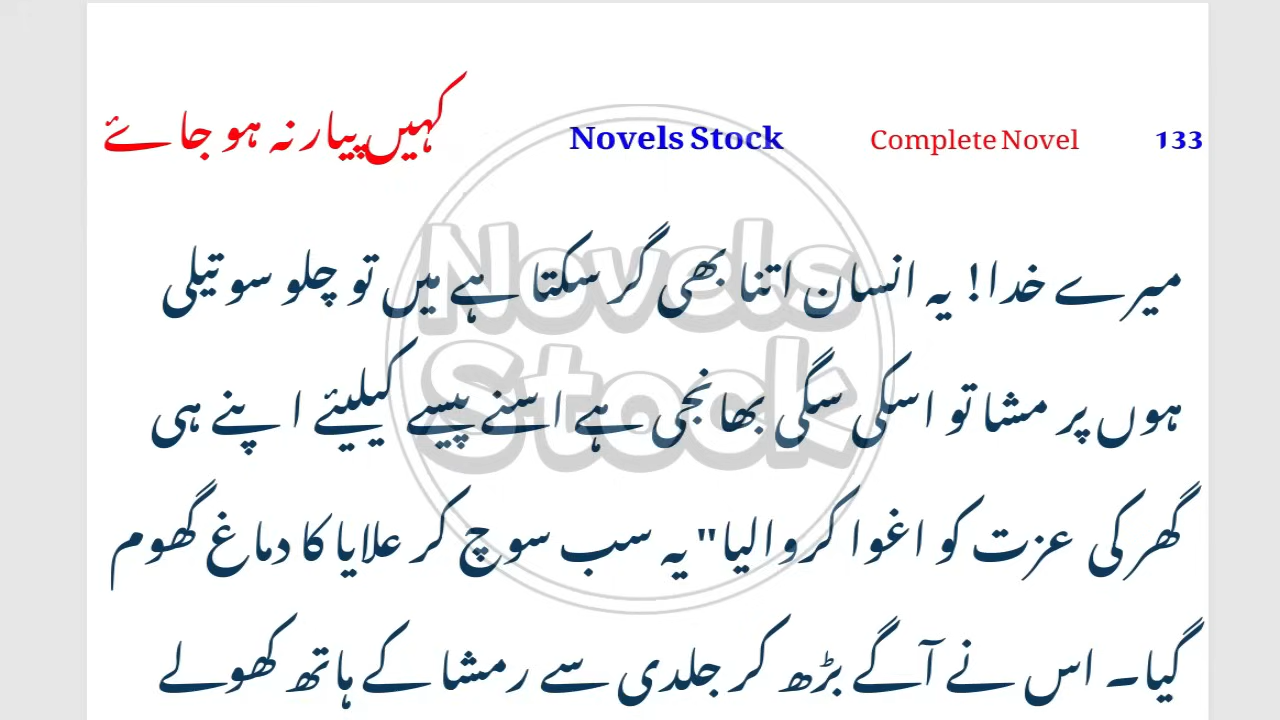 کہیں پیار نہ ہو جائے Novels Stock Complete Novel 133
Novels
Stock
میرے خدا! یہ انسان اتنا بھی گر سکتا ہے میں تو چلو سوتیلی
ہوں پر مشا تو اسکی سگی بھانجی ہے اسنے پیسے کیلیئے اپنے ہی
گھر کی عزت کو اغوا کروالیا" یہ سب سوچ کر علایا کا دماغ گھوم
گیا۔ اس نے آگے بڑھ کر جلدی سے رمشا کے ہاتھ کھولے